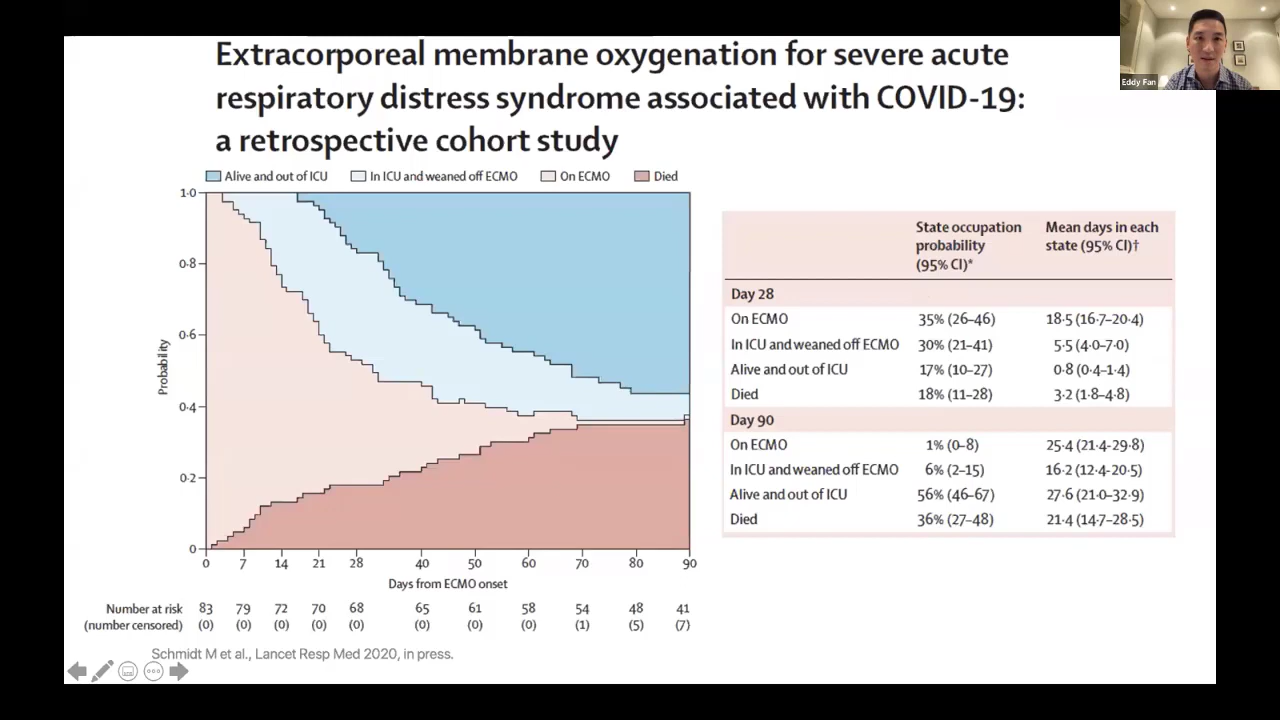 Extracorporeal membrane oxygenation for severe acute
respiratory distress syndrome associated with COVID-19:
a retrospective cohort study
Eddy Fan
Alive and out of ICU In ICU and weaned off ECMO On ECMO Died
Probability
1·0
0·8
0·6
0·4
0·2
0
0 7 14 21 28 40 50 60 70 80 90
Days from ECMO onset
Number at risk 83 79 72 70 68 65 61 58 54 48 41
(number censored) (0) (0) (0) (0) (0) (0) (0) (0) (1) (5) (7)
State occupation probability (95% CI)* Mean days in each state (95% CI)†
Day 28
On ECMO 35% (26–46) 18·5 (16·7–20·4)
In ICU and weaned off ECMO 30% (21–41) 5·5 (4·0–7·0)
Alive and out of ICU 17% (10–27) 0·8 (0·4–1·4)
Died 18% (11–28) 3·2 (1·8–4·8)
Day 90
On ECMO 1% (0–8) 25·4 (21·4–29·8)
In ICU and weaned off ECMO 6% (2–15) 16·2 (12·4–20·5)
Alive and out of ICU 56% (46–67) 27·6 (21·0–32·9)
Died 36% (27–48) 21·4 (14·7–28·5)
Schmidt M et al., Lancet Resp Med 2020, in press.